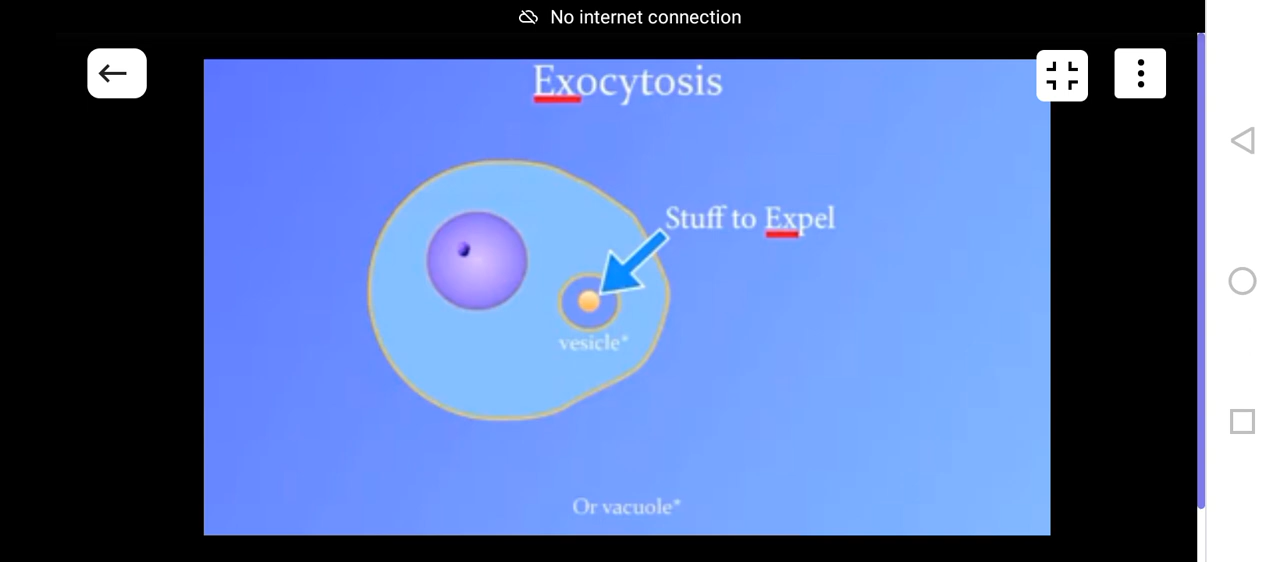 No internet connection
Exocytosis
Stuff to Expel
vesicle*
Or vacuole*